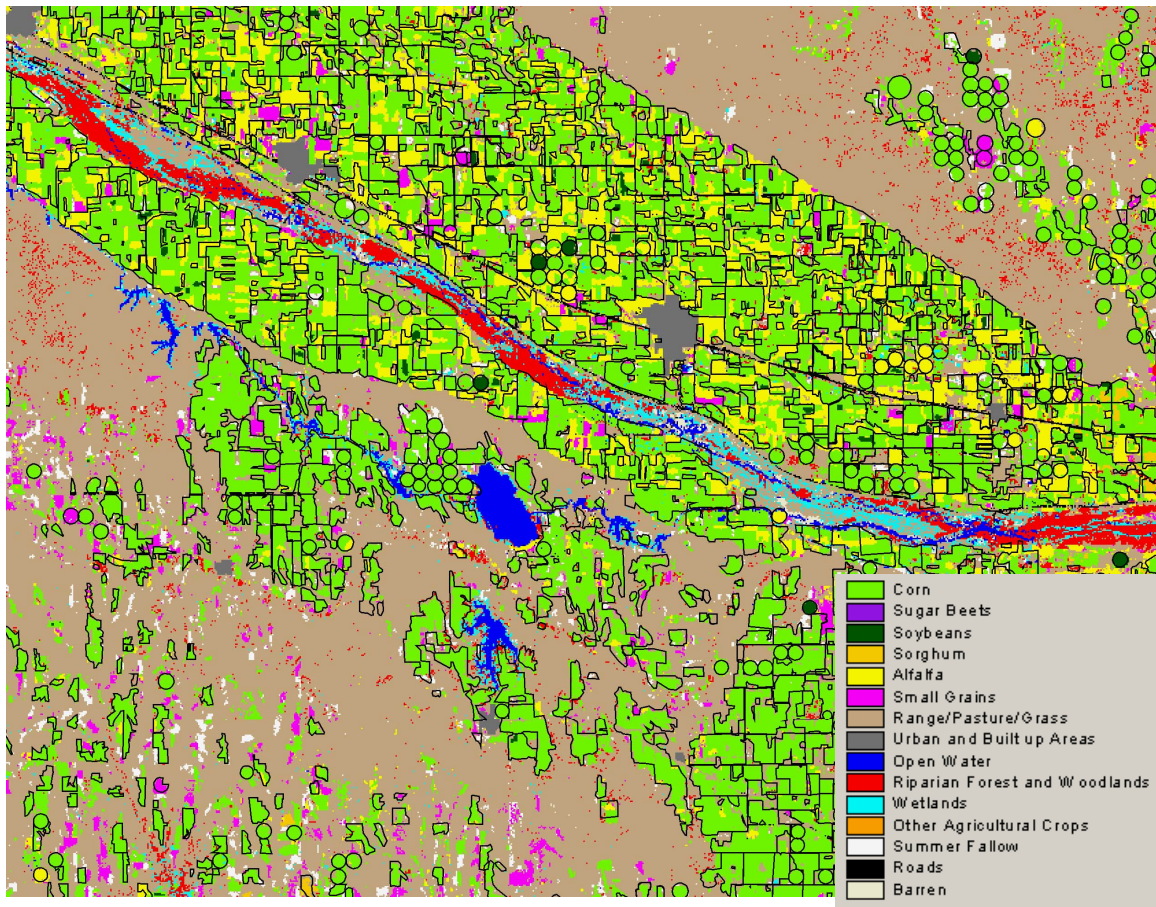 Corn
Sugar Beets
Soybeans
Sorghum
Alfalfa
Small Grains
Range/Pasture/Grass
Urban and Built up Areas
Open Water
Riparian Forest and Woodlands
Wetlands
Other Agricultural Crops
Summer Fallow
Roads
Barren